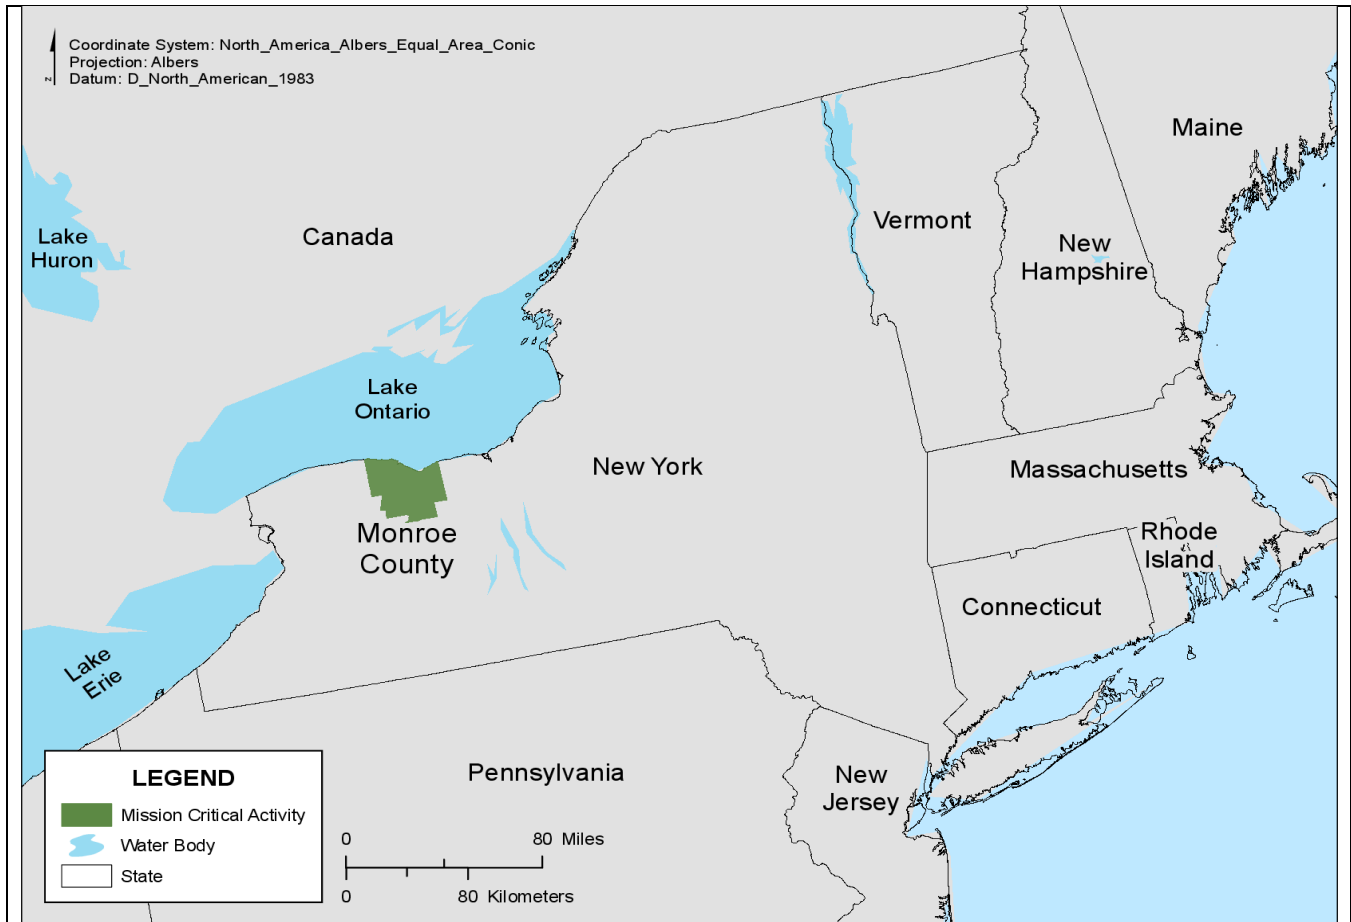 Coordinate System: North_America_Albers_Equal_Area_Conic
Projection: Albers
Datum: D_North_American_1983
N
Maine
Vermont
New
Hampshire
Canada
Lake
Huron
Lake
Ontario
New York
Massachusetts
Monroe
County
Rhode
Island
Connecticut
Lake
Erie
Pennsylvania
New
Jersey
LEGEND
Mission Critical Activity
Water Body
State
0 80 Miles
0 80 Kilometers